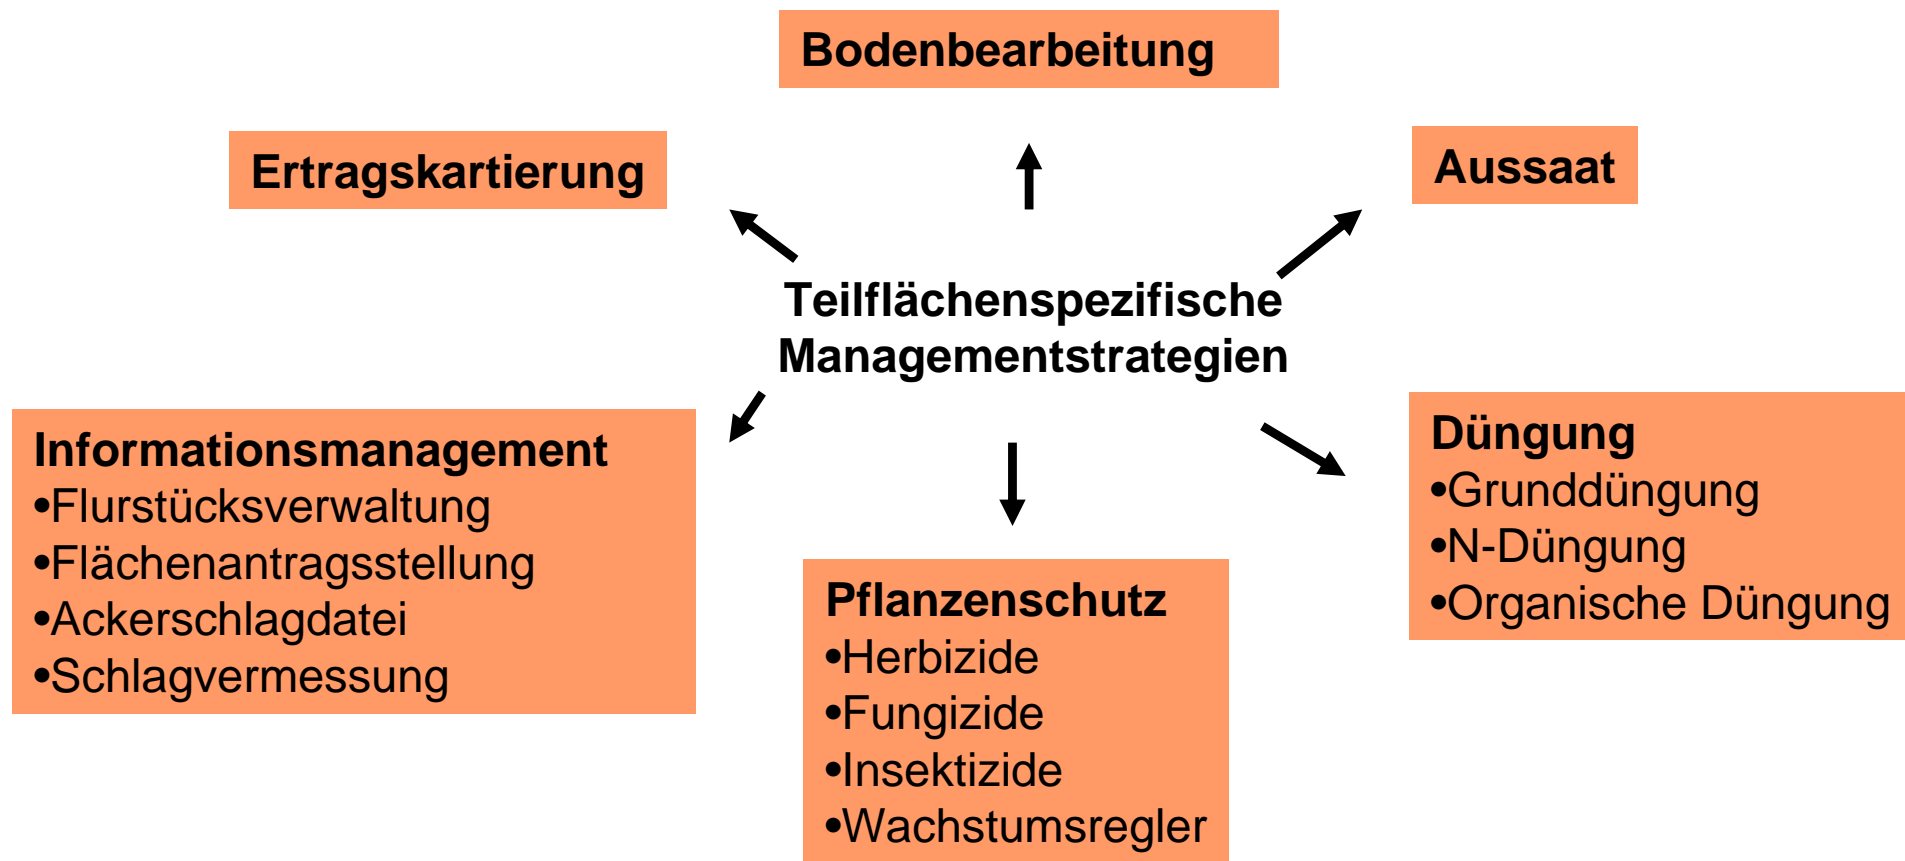 Bodenbearbeitung
Ertragskartierung
Aussaat
Teilflächenspezifische
Managementstrategien
Informationsmanagement
•Flurstücksverwaltung
•Flächenantragsstellung
•Ackerschlagdatei
•Schlagvermessung
Pflanzenschutz
•Herbizide
•Fungizide
•Insektizide
•Wachstumsregler
Düngung
•Grunddüngung
•N-Düngung
•Organische Düngung